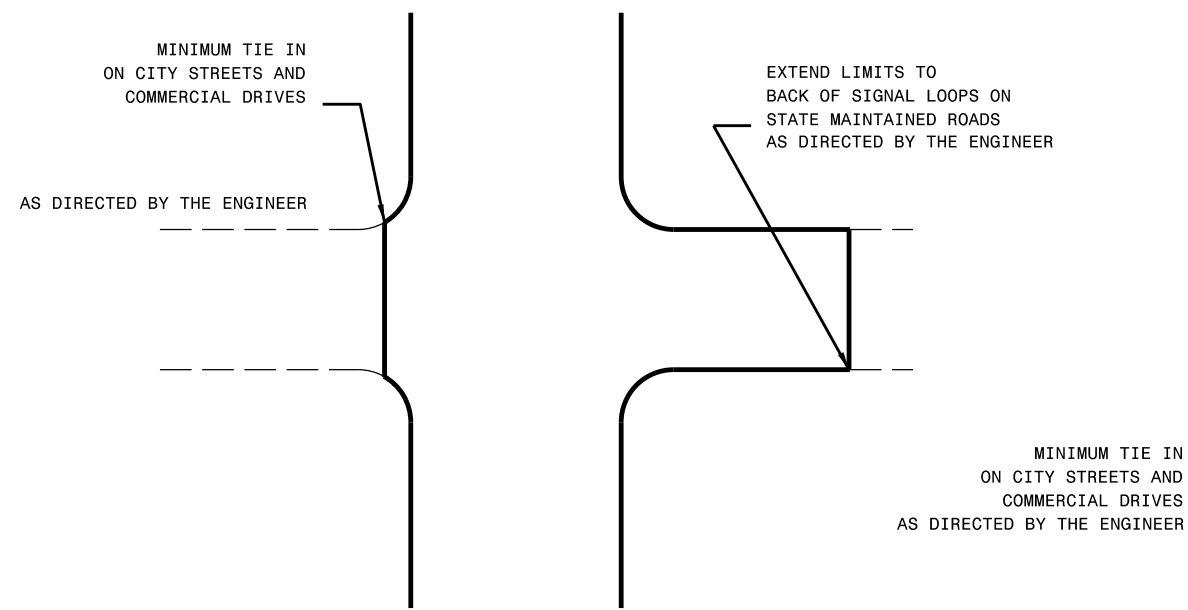 MINIMUM TIE IN
ON CITY STREETS AND
COMMERCIAL DRIVES
AS DIRECTED BY THE ENGINEER
EXTEND LIMITS TO
BACK OF SIGNAL LOOPS ON
STATE MAINTAINED ROADS
AS DIRECTED BY THE ENGINEER
MINIMUM TIE IN
ON CITY STREETS AND
COMMERCIAL DRIVES
AS DIRECTED BY THE ENGINEER